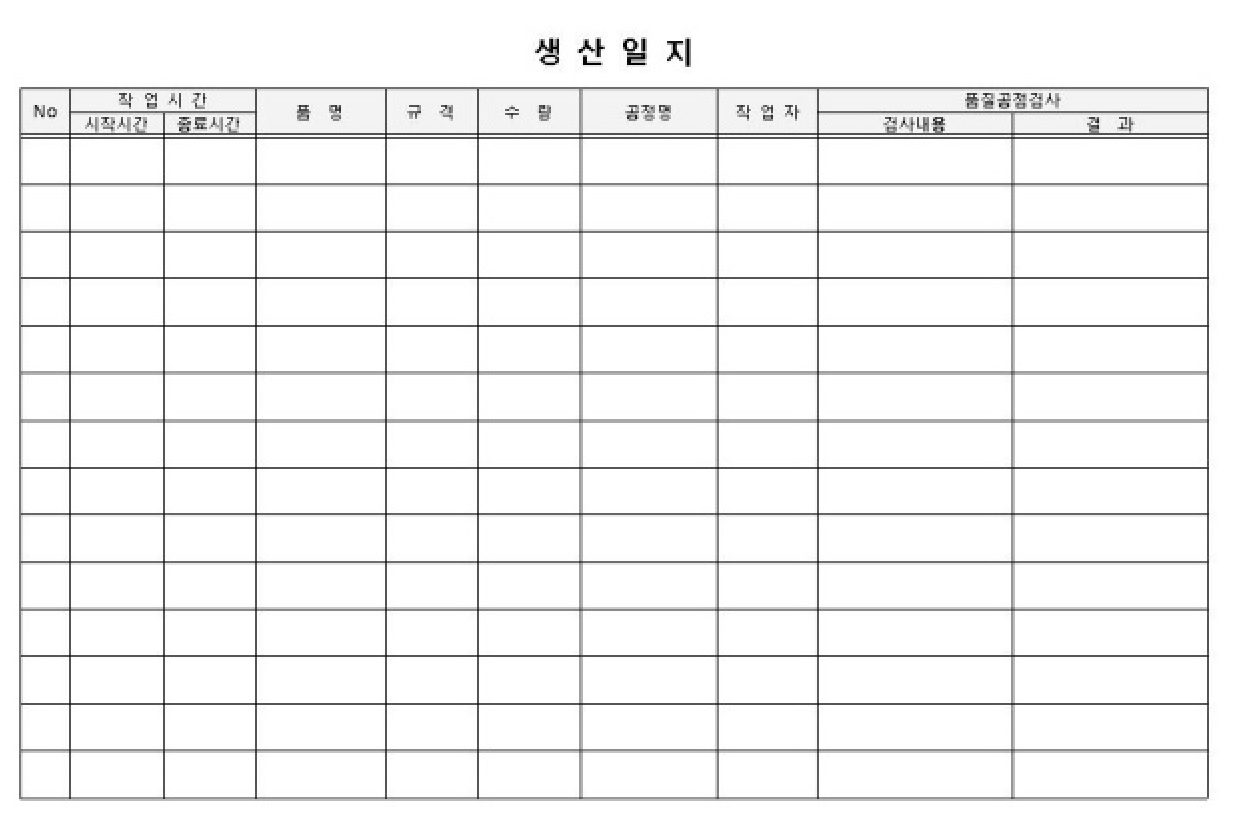 생 산 일 지
No 작 업 시 간 품 명 규 격 수 량 공정명 작 업 자 품질공정검사
시작시간 종료시간 검사내용 결 과